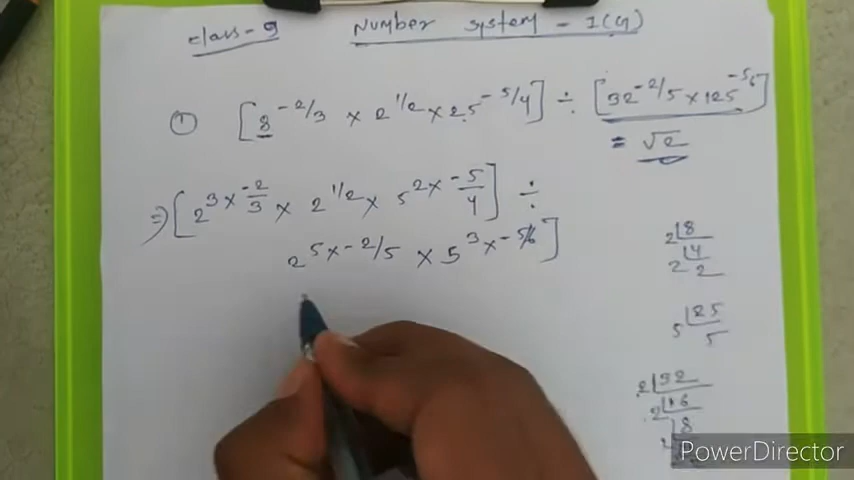 class-9 Number system - 1(G)
① [8^-2/3 × 2^1/2 × 25^-5/4] ÷ [32^-2/5 × 125^-5/6]
= √2
⇒ [2^3×-2/3 × 2^1/2 × 5^2×-5/4] ÷
2^5×-2/5 × 5^3×-5/6]
2 8
2 4
2
5 25
5
2 32
2 16
2 8
PowerDirector